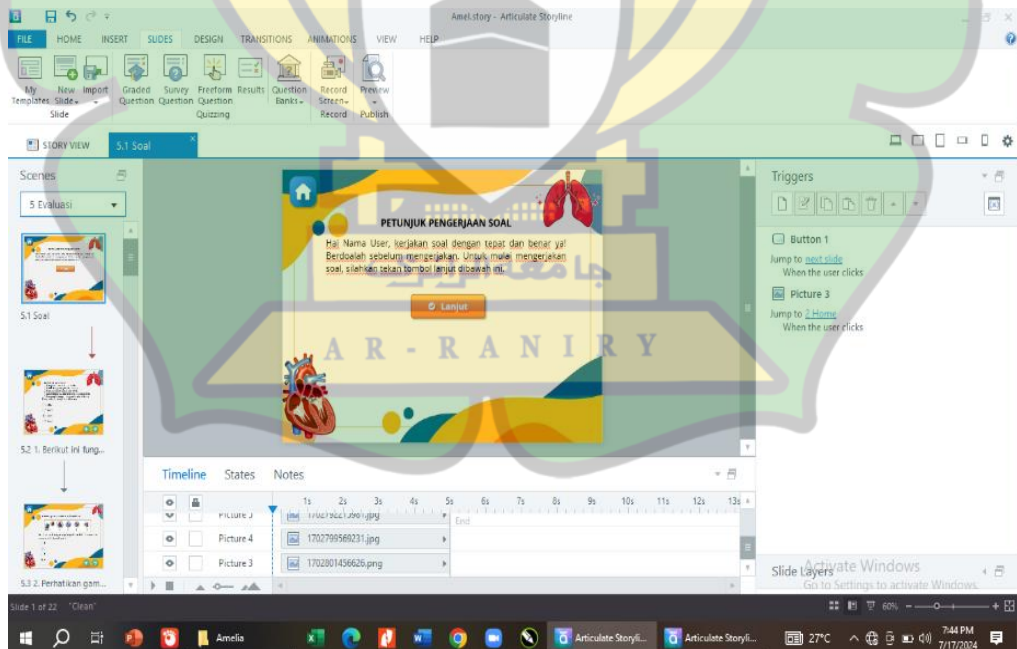 Amel.story - Articulate Storyline
FILE HOME INSERT SLIDES DESIGN TRANSITIONS ANIMATIONS VIEW HELP
My Templates
New Slide
Import
Graded Question
Survey Question
Freeform Question
Results
Question Banks
Record Screen
Preview
Slide Quizzing Record Publish
STORY VIEW 5.1 Soal
Scenes
5 Evaluasi
5.1 Soal
5.2 1. Berikut ini fung...
5.3 2. Perhatikan gam...
PETUNJUK PENGERJAAN SOAL
Hai Nama User, kerjakan soal dengan tepat dan benar ya!
Berdoalah sebelum mengerjakan. Untuk mulai mengerjakan
soal, silahkan tekan tombol lanjut dibawah ini.
Lanjut
جامعة الرانري
AR-RANIRY
Triggers
Button 1
Jump to next slide
When the user clicks
Picture 3
Jump to 2 Home
When the user clicks
Timeline States Notes
1s 2s 3s 4s 5s 6s 7s 8s 9s 10s 11s 12s 13s
End
Picture 4 1702799569231.jpg
Picture 3 1702801456626.png
Slide Layers
Activate Windows
Go to Settings to activate Windows.
Slide 1 of 22 "Clean" 60%
Amelia Articulate Storyli... Articulate Storyli... 27°C 7:44 PM
7/17/2024